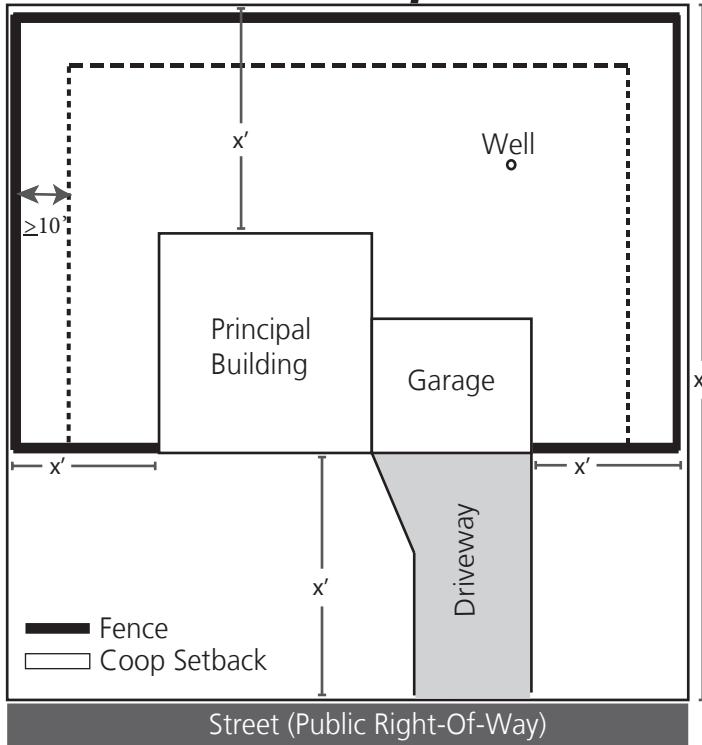 x’
Well
≥10’
Principal
Building
Garage
x
x’
x’
x’
Driveway
Fence
Coop Setback
Street (Public Right-Of-Way)